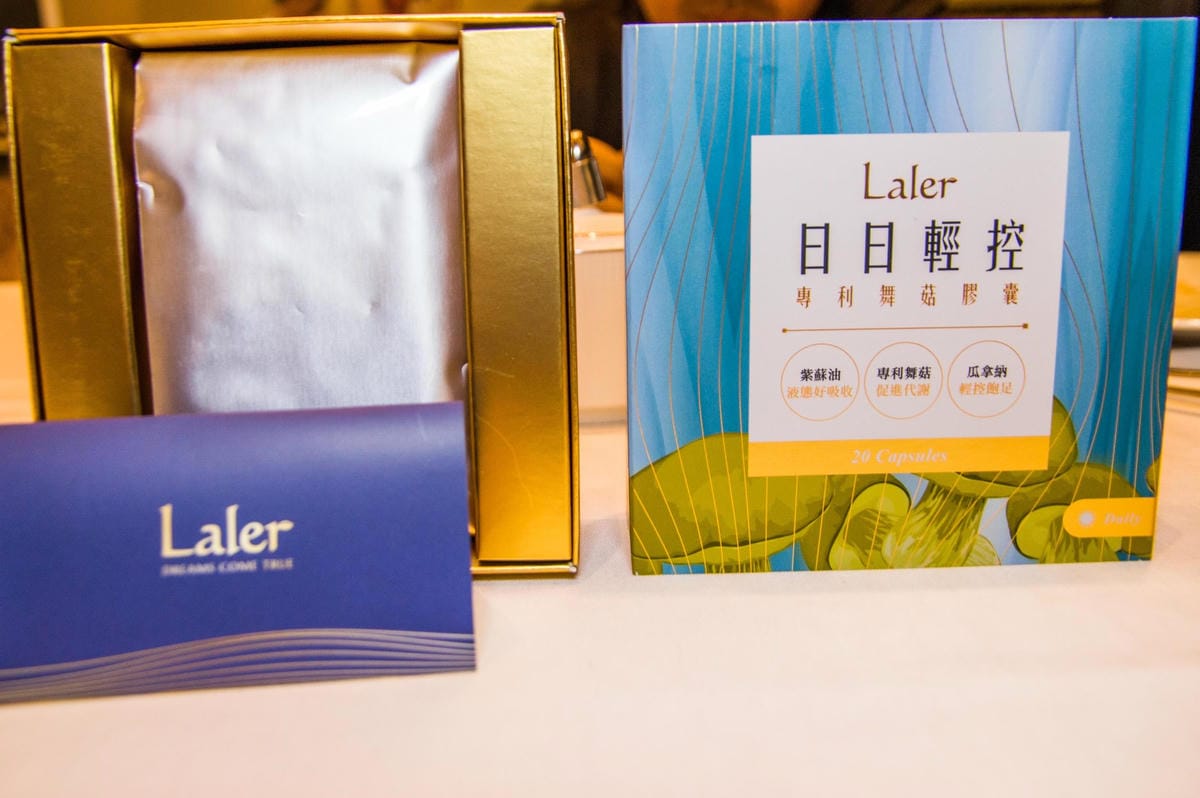 Laler
DREAMS COME TRUE
Laler
日日輕控
專利舞菇膠囊
紫蘇油
液態好吸收
專利舞菇
促進代謝
瓜拿納
輕控飽足
20 Capsules
Daily